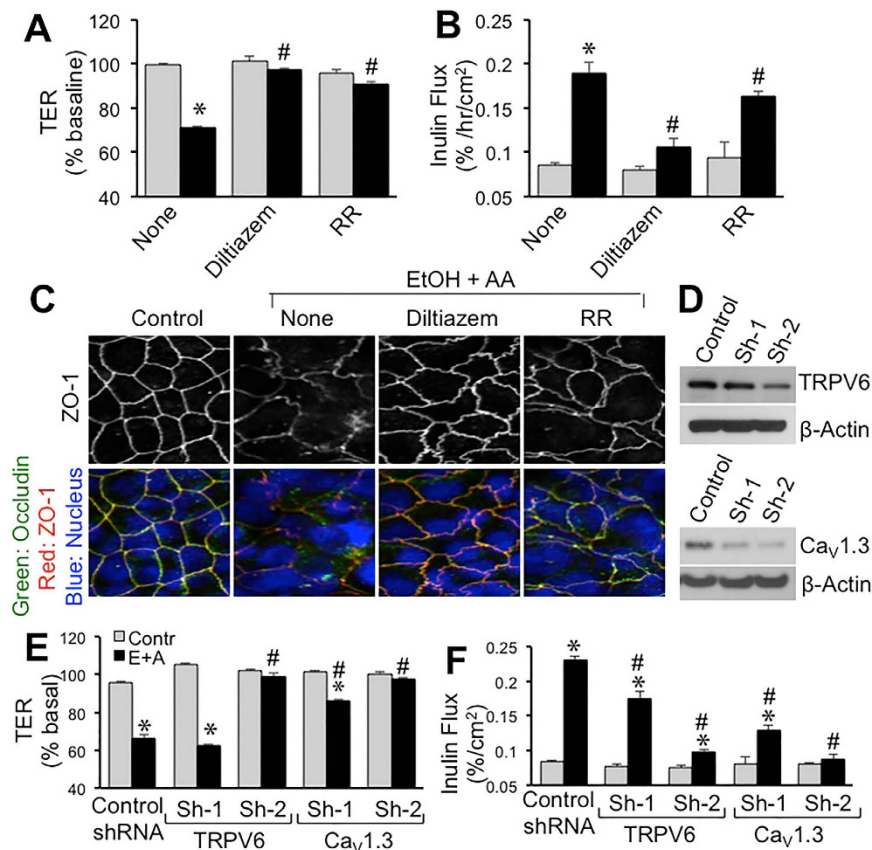 A
TER
(% basaline)
120
100
80
60
40
*
#
#
None
Diltiazem
RR
B
Inulin Flux
(% /hr/cm²)
0.25
0.2
0.15
0.1
0.05
*
#
#
None
Diltiazem
RR
C
EtOH + AA
Control
None
Diltiazem
RR
ZO-1
Green: Occludin
Red: ZO-1
Blue: Nucleus
D
Control
Sh-1
Sh-2
TRPV6
β-Actin
Control
Sh-1
Sh-2
CaV1.3
β-Actin
E
TER
(% basal)
120
100
80
60
40
Contr
E+A
*
*
#
#
*
#
Control
shRNA
Sh-1 Sh-2
Sh-1 Sh-2
TRPV6
CaV1.3
F
Inulin Flux
(%/cm²)
0.25
0.2
0.15
0.1
0.05
*
#
*
#
*
#
*
#
Control
shRNA
Sh-1 Sh-2
Sh-1 Sh-2
TRPV6
CaV1.3